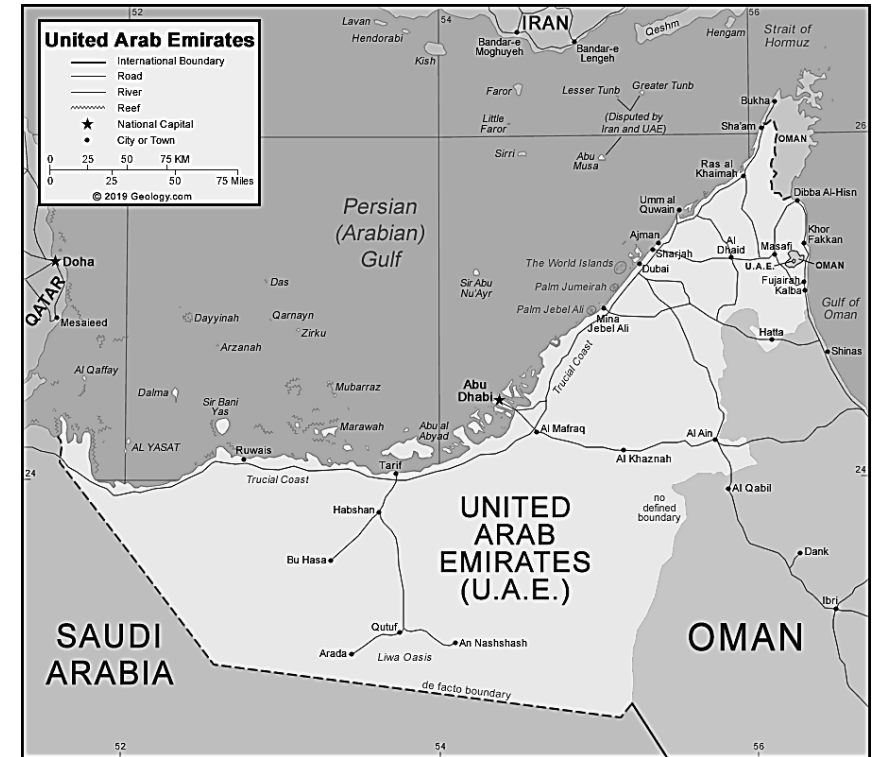 52
54
56
United Arab Emirates
International Boundary
Road
River
Reef
National Capital
City or Town
0 25 50 75 KM
0 25 50 75 Miles
© 2019 Geology.com
Lavan
Hendorabi
Kish
IRAN
Bandar-e
Moghuyeh
Bandar-e
Lengeh
Qeshm
Hengam
Strait of
Hormuz
Faror
Lesser Tunb
Greater Tunb
(Disputed by
Iran and UAE)
Little
Faror
Sirri
Abu
Musa
Bukha
Sha'am
26
OMAN
Ras al
Khaimah
Dibba Al-Hisn
Umm al
Quwain
Persian
(Arabian)
Gulf
Ajman
Sharjah
Dubai
Al
Dhaid
Masafi
Khor
Fakkan
U.A.E.
OMAN
Fujairah
Kalba
Doha
QATAR
Mesaieed
The World Islands
Palm Jumeirah
Palm Jebel Ali
Mina
Jebel Ali
Sir Abu
Nu'Ayr
Das
Dayyinah
Qarnayn
Zirku
Arzanah
Gulf of
Oman
Hatta
Shinas
Al Qaffay
Dalma
Sir Bani
Yas
Mubarraz
Marawah
Abu
Dhabi
Trucial Coast
Abu al
Abyad
AL YASAT
Ruwais
Al Mafraq
Al Khaznah
Al Ain
24
Trucial Coast
Tarif
24
no
defined
boundary
Al Qabil
Habshan
UNITED
ARAB
EMIRATES
(U.A.E.)
Bu Hasa
Dank
Ibri
Qutuf
Arada
Liwa Oasis
An Nashshash
SAUDI
ARABIA
OMAN
de facto boundary
52
54
56